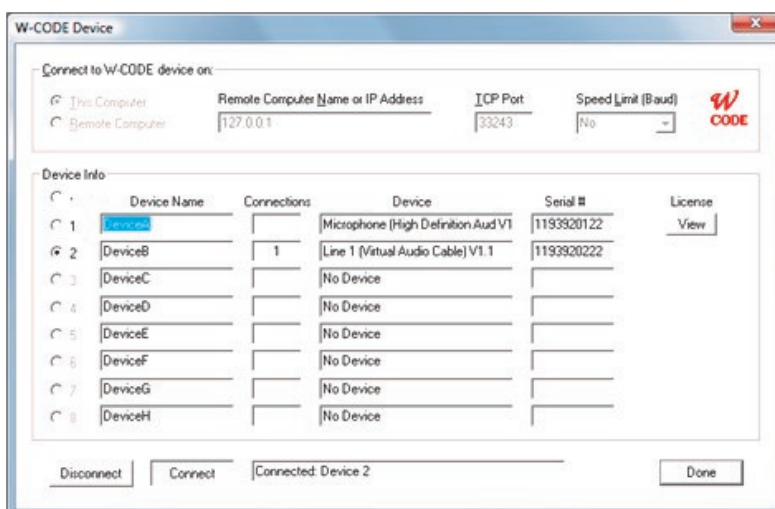 W-CODE Device
Connect to W-CODE device on:
This Computer
Remote Computer
Remote Computer Name or IP Address
127.0.0.1
TCP Port
33243
Speed Limit (Baud)
No
W CODE
Device Info
Device Name Connections Device Serial # License
1 DeviceA Microphone (High Definition Aud V1 1193920122 View
2 DeviceB 1 Line 1 (Virtual Audio Cable) V1.1 1193920222
3 DeviceC No Device
4 DeviceD No Device
5 DeviceE No Device
6 DeviceF No Device
7 DeviceG No Device
8 DeviceH No Device
Disconnect Connect Connected: Device 2 Done